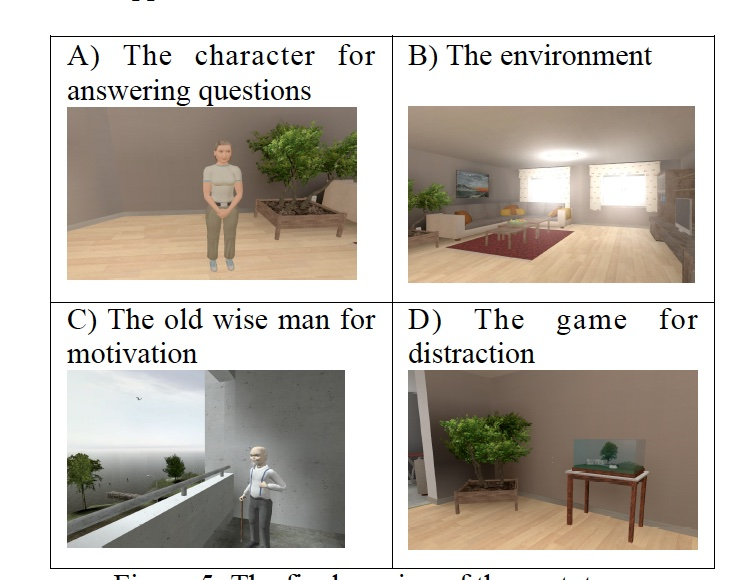 A) The character for
answering questions
B) The environment
C) The old wise man for
motivation
D) The game for
distraction